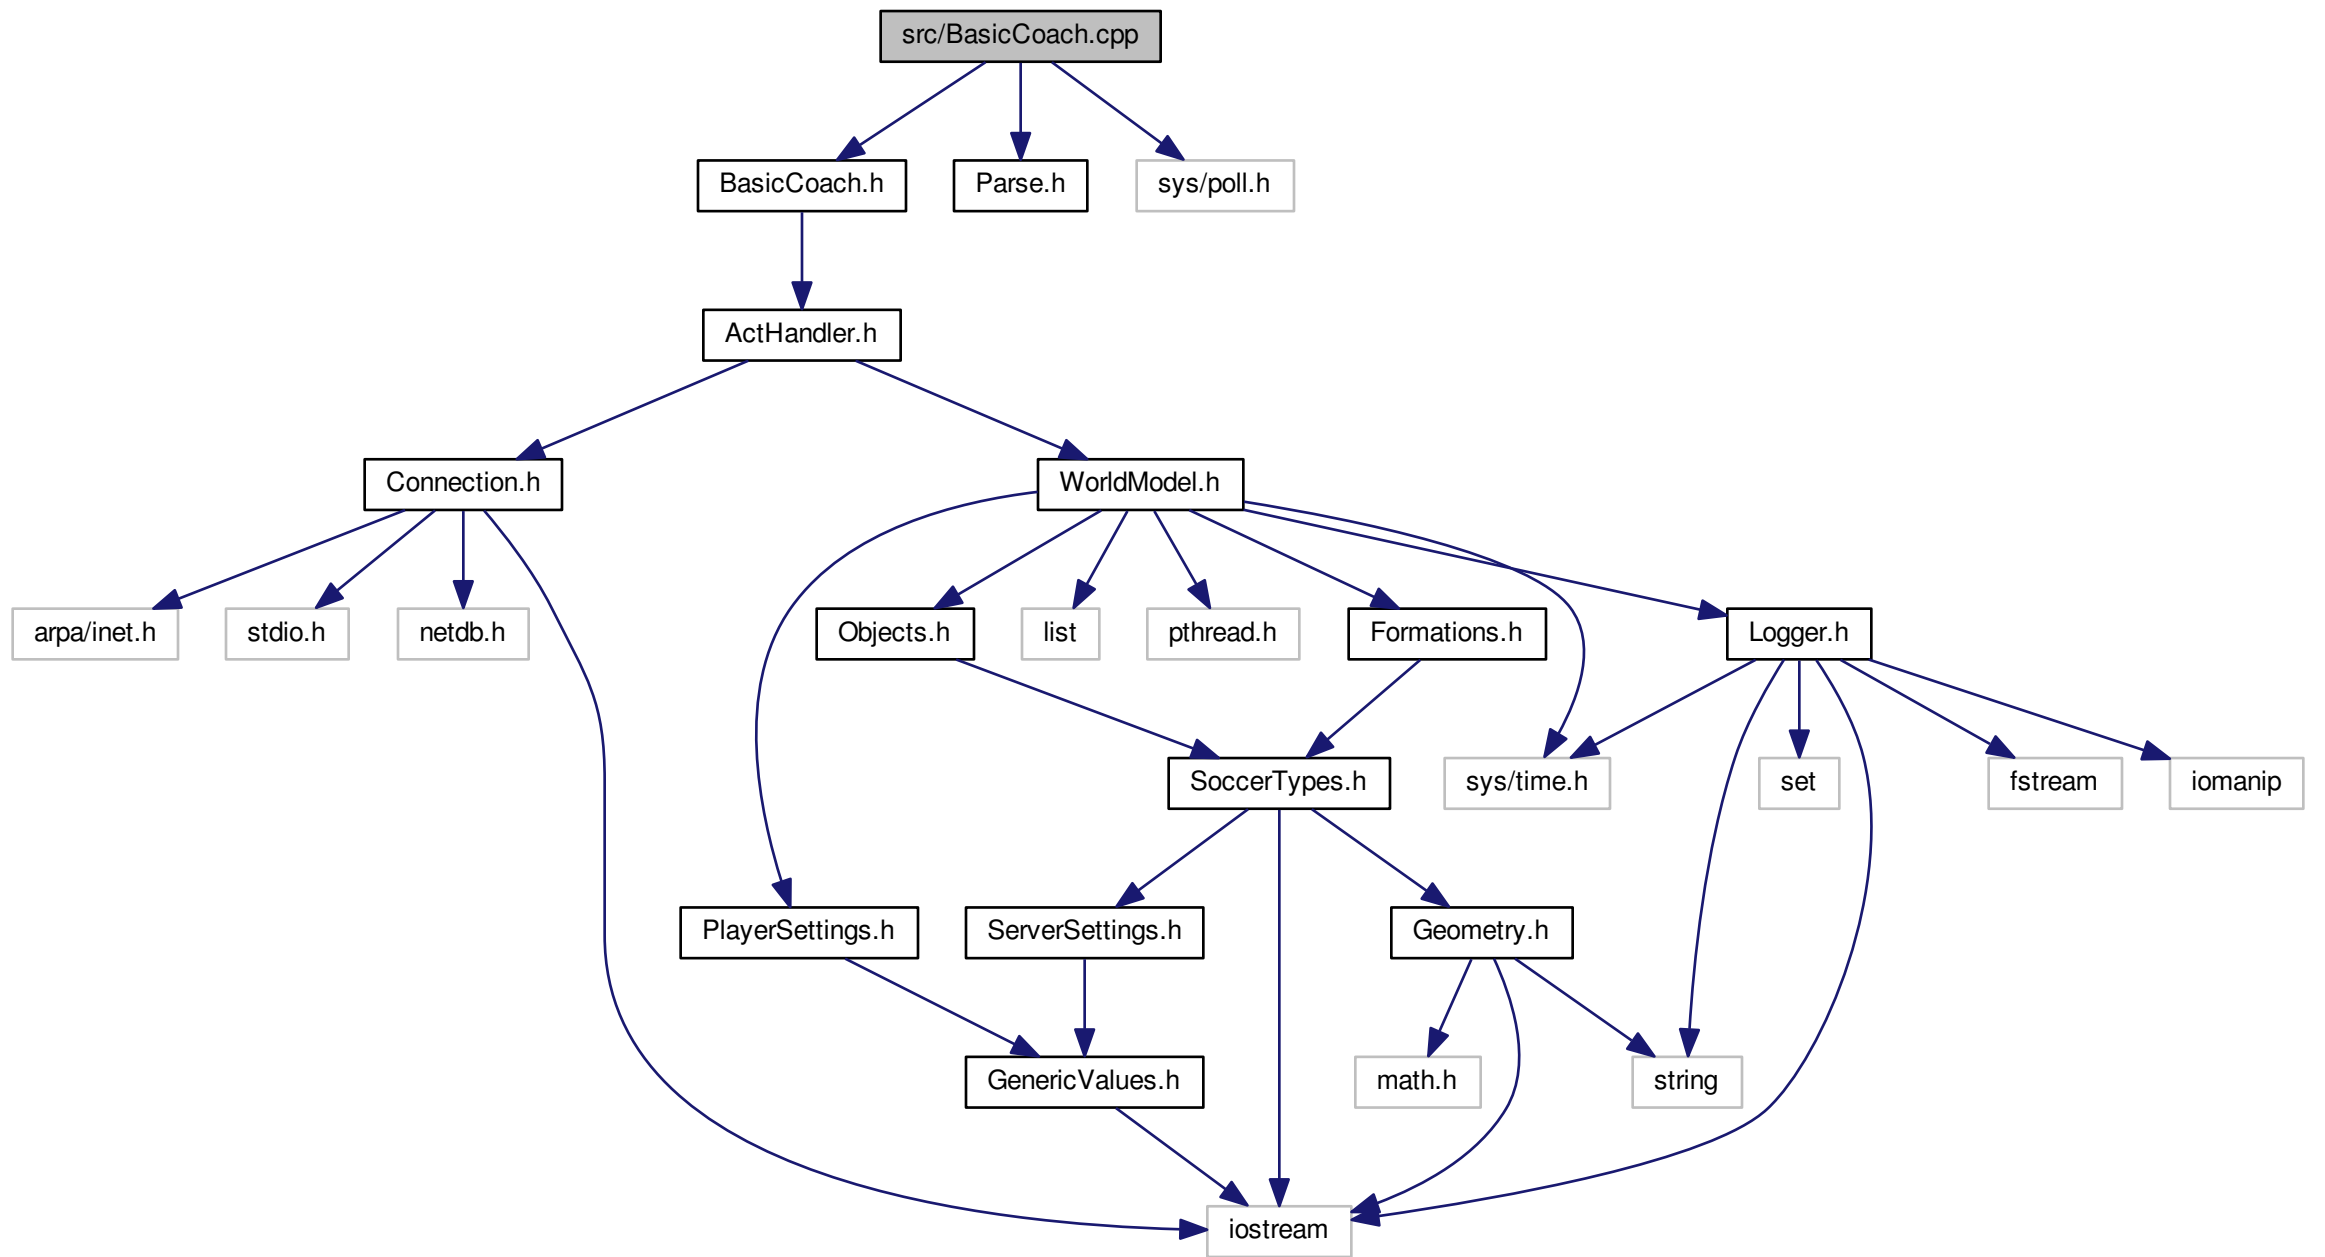 src/BasicCoach.cpp
BasicCoach.h
Parse.h
sys/poll.h
ActHandler.h
Connection.h
WorldModel.h
arpa/inet.h
stdio.h
netdb.h
Objects.h
list
pthread.h
Formations.h
Logger.h
SoccerTypes.h
sys/time.h
set
fstream
iomanip
PlayerSettings.h
ServerSettings.h
Geometry.h
GenericValues.h
math.h
string
iostream